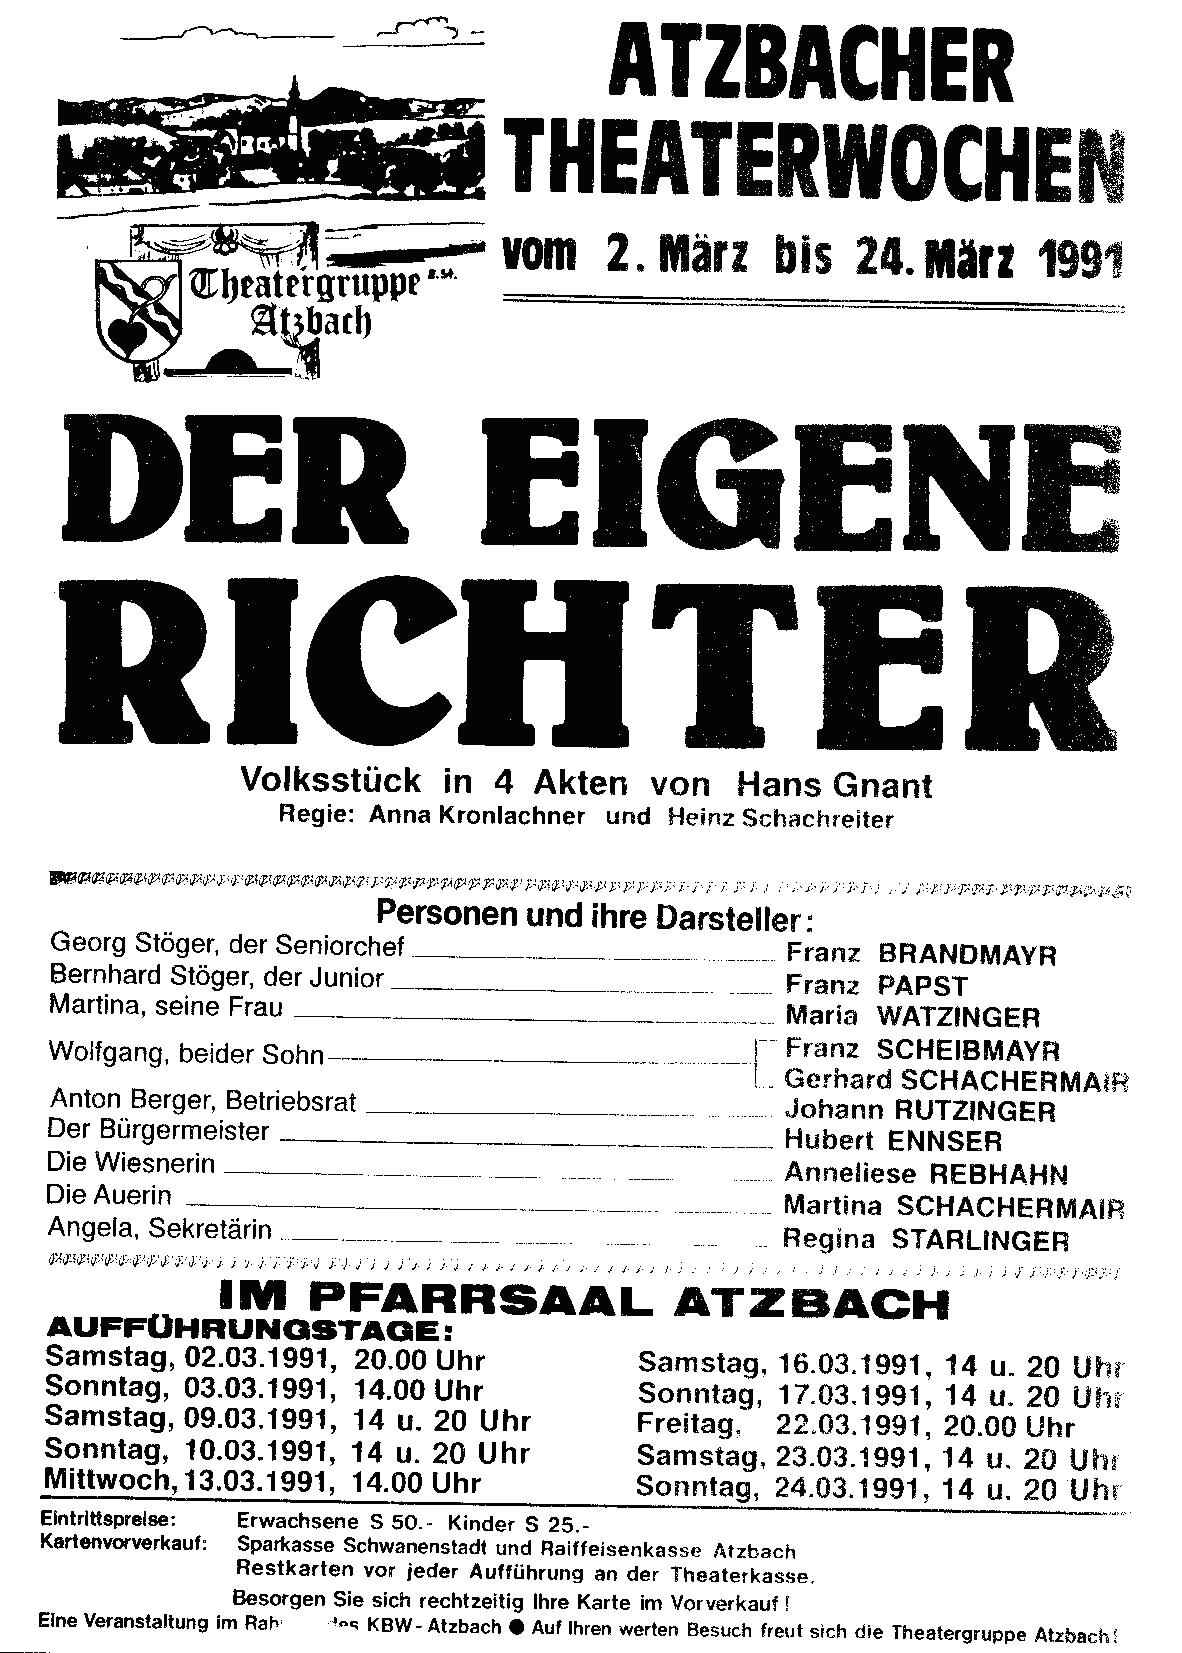 ATZBACHER
THEATERWOCHEN
vom 2. März bis 24. März 1991
Theatergruppe
Atzbach
DER EIGENE
RICHTER
Volksstück in 4 Akten von Hans Gnant
Regie: Anna Kronlachner und Heinz Schachreiter
Personen und ihre Darsteller:
Georg Stöger, der Seniorchef Franz BRANDMAYR
Bernhard Stöger, der Junior Franz PAPST
Martina, seine Frau Maria WATZINGER
Wolfgang, beider Sohn Franz SCHEIBMAYR
Gerhard SCHACHERMAIR
Anton Berger, Betriebsrat Johann RUTZINGER
Der Bürgermeister Hubert ENNSER
Die Wiesnerin Anneliese REBHAHN
Die Auerin Martina SCHACHERMAIR
Angela, Sekretärin Regina STARLINGER
IM PFARRSAAL ATZBACH
AUFFÜHRUNGSTAGE:
Samstag, 02.03.1991, 20.00 Uhr
Sonntag, 03.03.1991, 14.00 Uhr
Samstag, 09.03.1991, 14 u. 20 Uhr
Sonntag, 10.03.1991, 14 u. 20 Uhr
Mittwoch, 13.03.1991, 14.00 Uhr
Samstag, 16.03.1991, 14 u. 20 Uhr
Sonntag, 17.03.1991, 14 u. 20 Uhr
Freitag, 22.03.1991, 20.00 Uhr
Samstag, 23.03.1991, 14 u. 20 Uhr
Sonntag, 24.03.1991, 14 u. 20 Uhr
Eintrittspreise: Erwachsene S 50.- Kinder S 25.-
Kartenvorverkauf: Sparkasse Schwanenstadt und Raiffeisenkasse Atzbach
Restkarten vor jeder Aufführung an der Theaterkasse.
Besorgen Sie sich rechtzeitig Ihre Karte im Vorverkauf!
Eine Veranstaltung im KBW-Atzbach ● Auf Ihren werten Besuch freut sich die Theatergruppe Atzbach!